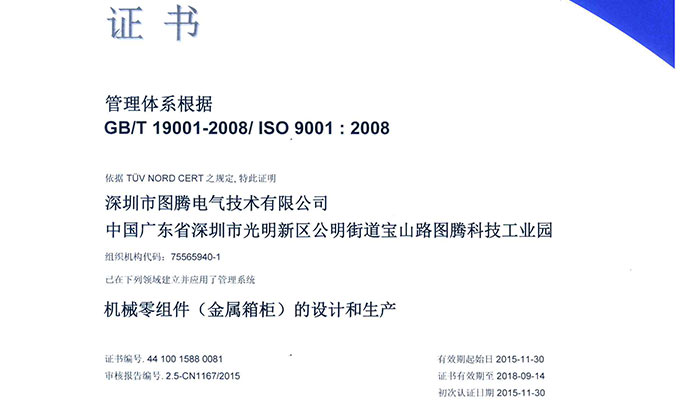 证书
管理体系根据
GB/T 19001-2008/ ISO 9001 : 2008
依据 TÜV NORD CERT 之规定, 特此证明
深圳市图腾电气技术有限公司
中国广东省深圳市光明新区公明街道宝山路图腾科技工业园
组织机构代码：75565940-1
已在下列领域建立并应用了管理系统
机械零组件（金属箱柜）的设计和生产
证书编号. 44 100 1588 0081
有效期起始日 2015-11-30
审核报告编号. 2.5-CN1167/2015
证书有效期至 2018-09-14
初次认证日期 2015-11-30